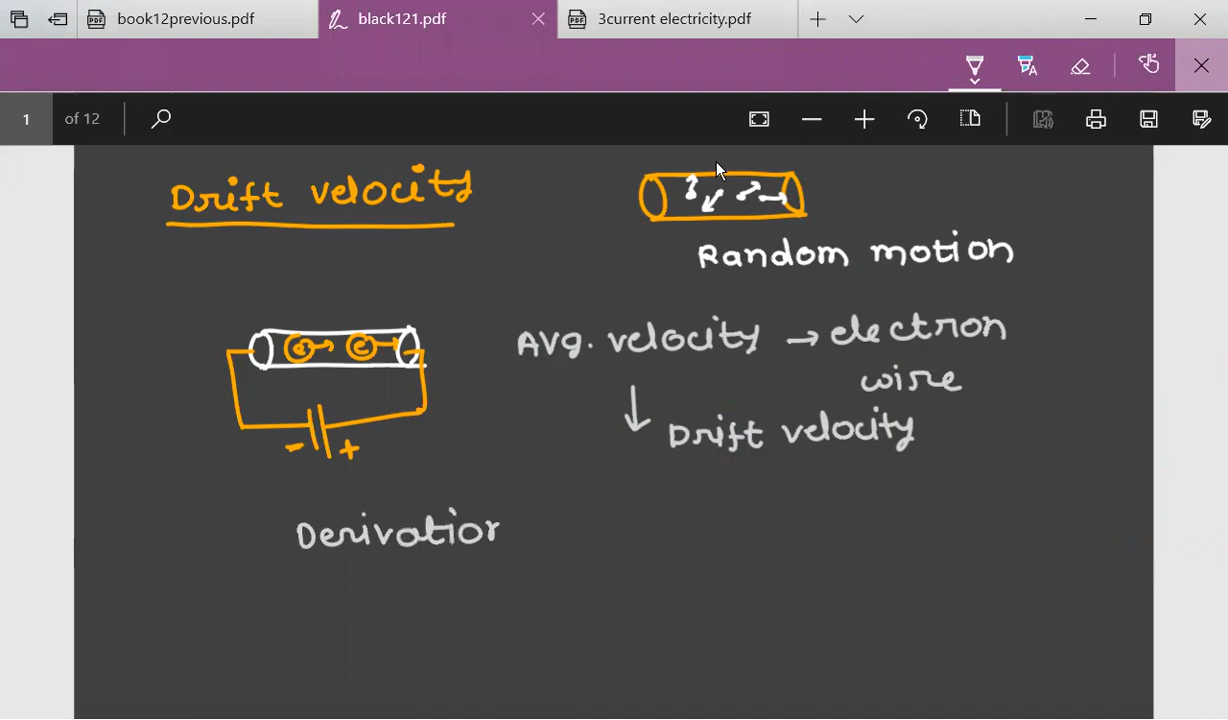 book12previous.pdf
black121.pdf
3current electricity.pdf
1 of 12
Drift velocity
Random motion
e e
Avg. velocity → electron
wire
↓ Drift velocity
- +
Derivation